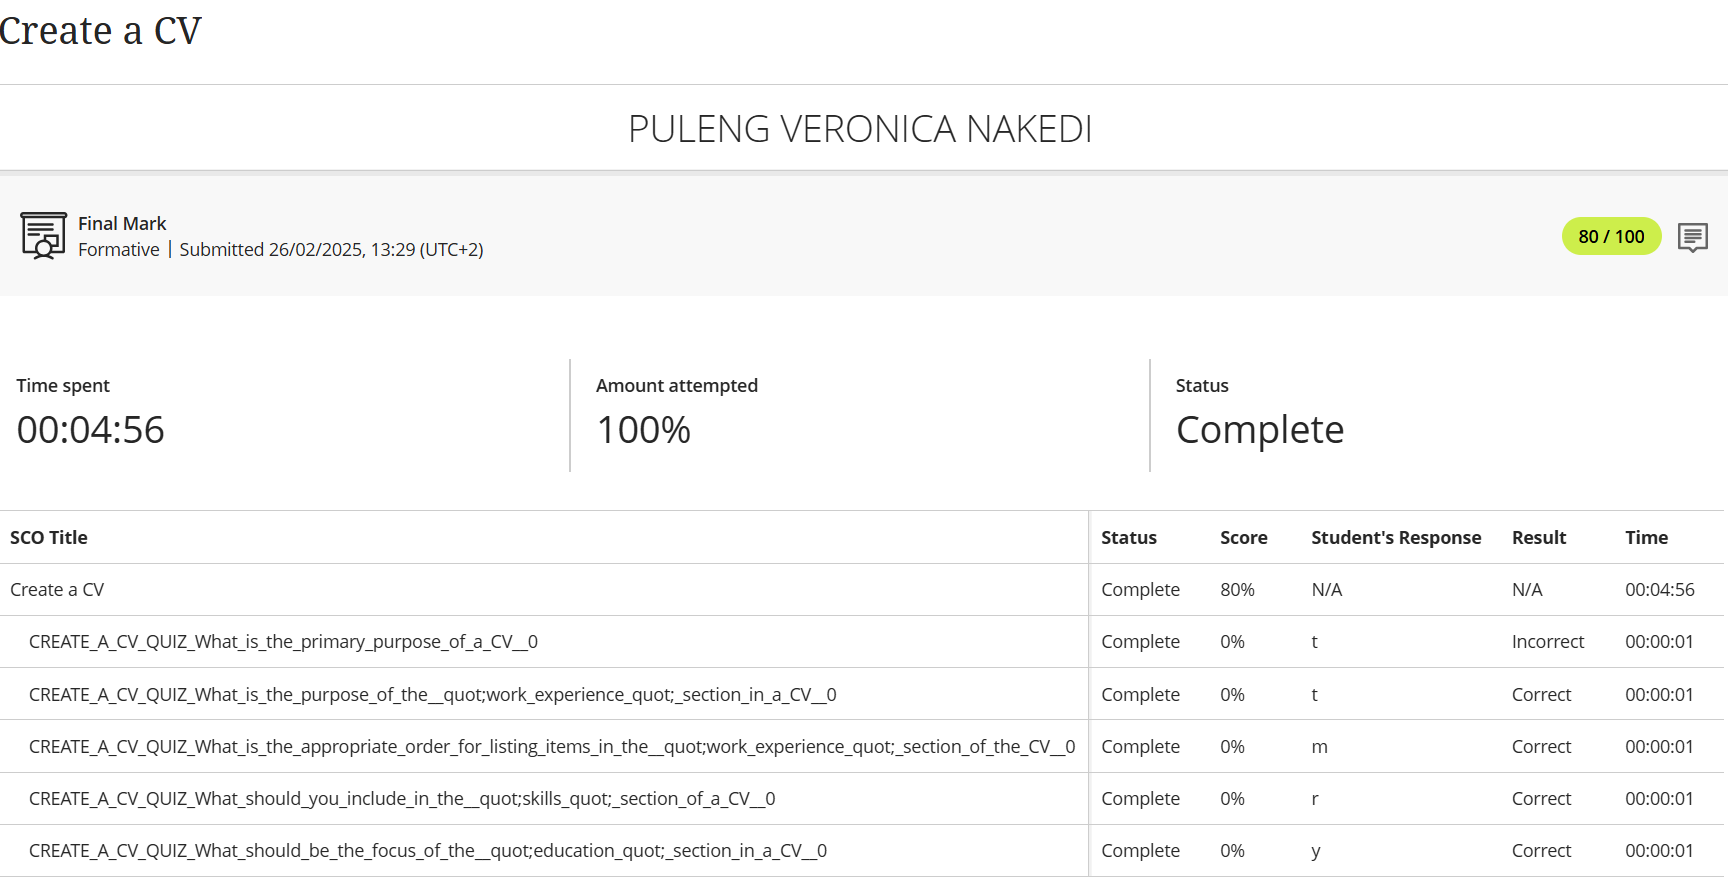 Create a CV
PULENG VERONICA NAKEDI
Final Mark
Formative | Submitted 26/02/2025, 13:29 (UTC+2)
80 / 100
Time spent
00:04:56
Amount attempted
100%
Status
Complete
SCO Title Status Score Student's Response Result Time
Create a CV Complete 80% N/A N/A 00:04:56
CREATE_A_CV_QUIZ_What_is_the_primary_purpose_of_a_CV__0 Complete 0% t Incorrect 00:00:01
CREATE_A_CV_QUIZ_What_is_the_purpose_of_the__quot;work_experience_quot;_section_in_a_CV__0 Complete 0% t Correct 00:00:01
CREATE_A_CV_QUIZ_What_is_the_appropriate_order_for_listing_items_in_the__quot;work_experience_quot;_section_of_the_CV__0 Complete 0% m Correct 00:00:01
CREATE_A_CV_QUIZ_What_should_you_include_in_the__quot;skills_quot;_section_of_a_CV__0 Complete 0% r Correct 00:00:01
CREATE_A_CV_QUIZ_What_should_be_the_focus_of_the__quot;education_quot;_section_in_a_CV__0 Complete 0% y Correct 00:00:01